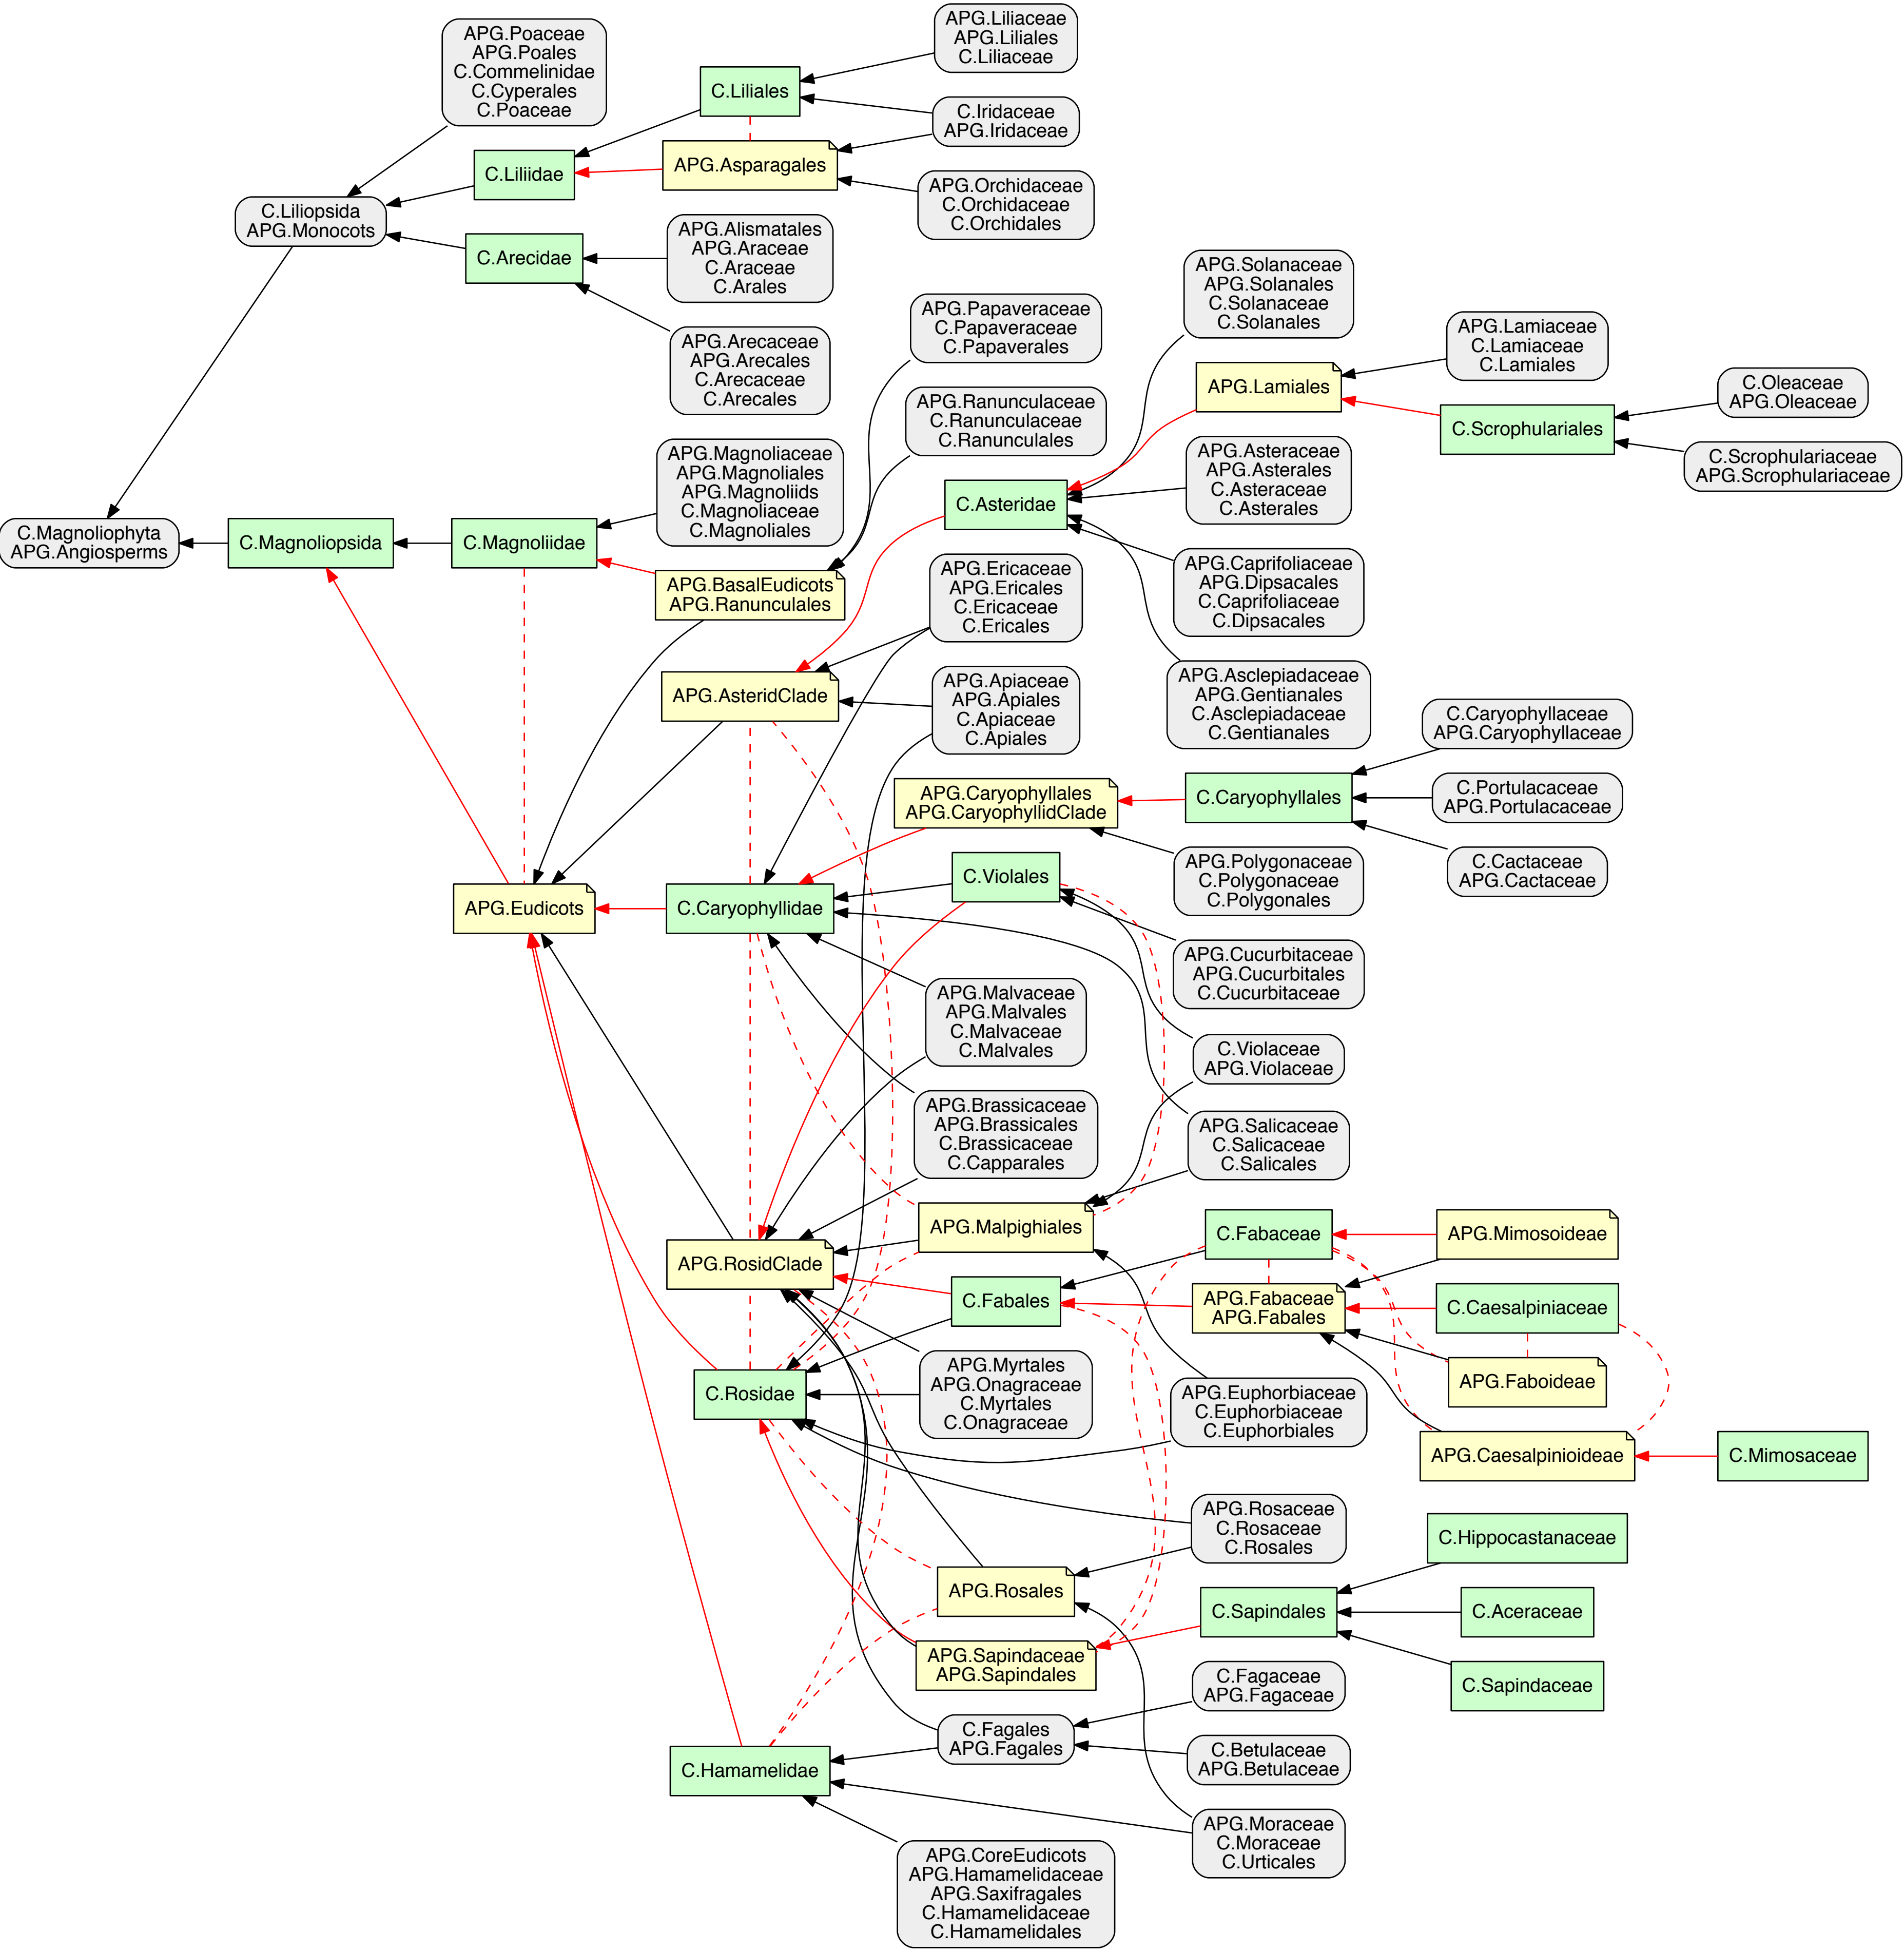 APG.Poaceae
APG.Poales
C.Commelinidae
C.Cyperales
C.Poaceae
APG.Liliaceae
APG.Liliales
C.Liliaceae
C.Liliales
C.Iridaceae
APG.Iridaceae
APG.Asparagales
C.Liliidae
APG.Orchidaceae
C.Orchidaceae
C.Orchidales
C.Liliopsida
APG.Monocots
C.Arecidae
APG.Alismatales
APG.Araceae
C.Araceae
C.Arales
APG.Arecaceae
APG.Arecales
C.Arecaceae
C.Arecales
APG.Papaveraceae
C.Papaveraceae
C.Papaverales
APG.Solanaceae
APG.Solanales
C.Solanaceae
C.Solanales
APG.Lamiaceae
C.Lamiaceae
C.Lamiales
APG.Lamiales
C.Oleaceae
APG.Oleaceae
C.Scrophulariales
APG.Ranunculaceae
C.Ranunculaceae
C.Ranunculales
C.Scrophulariaceae
APG.Scrophulariaceae
APG.Magnoliaceae
APG.Magnoliales
APG.Magnoliids
C.Magnoliaceae
C.Magnoliales
APG.Asteraceae
APG.Asterales
C.Asteraceae
C.Asterales
C.Asteridae
C.Magnoliophyta
APG.Angiosperms
C.Magnoliopsida
C.Magnoliidae
APG.BasalEudicots
APG.Ranunculales
APG.Ericaceae
APG.Ericales
C.Ericaceae
C.Ericales
APG.Caprifoliaceae
APG.Dipsacales
C.Caprifoliaceae
C.Dipsacales
APG.AsteridClade
APG.Apiaceae
APG.Apiales
C.Apiaceae
C.Apiales
APG.Asclepiadaceae
APG.Gentianales
C.Asclepiadaceae
C.Gentianales
C.Caryophyllaceae
APG.Caryophyllaceae
APG.Caryophyllales
APG.CaryophyllidClade
C.Caryophyllales
C.Portulacaceae
APG.Portulacaceae
C.Cactaceae
APG.Cactaceae
C.Violales
APG.Polygonaceae
C.Polygonaceae
C.Polygonales
APG.Eudicots
C.Caryophyllidae
APG.Cucurbitaceae
APG.Cucurbitales
C.Cucurbitaceae
APG.Malvaceae
APG.Malvales
C.Malvaceae
C.Malvales
C.Violaceae
APG.Violaceae
APG.Brassicaceae
APG.Brassicales
C.Brassicaceae
C.Capparales
APG.Salicaceae
C.Salicaceae
C.Salicales
APG.Malpighiales
C.Fabaceae
APG.Mimosoideae
APG.RosidClade
C.Fabales
APG.Fabaceae
APG.Fabales
C.Caesalpiniaceae
APG.Faboideae
C.Rosidae
APG.Myrtales
APG.Onagraceae
C.Myrtales
C.Onagraceae
APG.Euphorbiaceae
C.Euphorbiaceae
C.Euphorbiales
APG.Caesalpinioideae
C.Mimosaceae
APG.Rosaceae
C.Rosaceae
C.Rosales
C.Hippocastanaceae
APG.Rosales
C.Sapindales
C.Aceraceae
APG.Sapindaceae
APG.Sapindales
C.Sapindaceae
C.Fagaceae
APG.Fagaceae
C.Fagales
APG.Fagales
C.Betulaceae
APG.Betulaceae
C.Hamamelidae
APG.Moraceae
C.Moraceae
C.Urticales
APG.CoreEudicots
APG.Hamamelidaceae
APG.Saxifragales
C.Hamamelidaceae
C.Hamamelidales